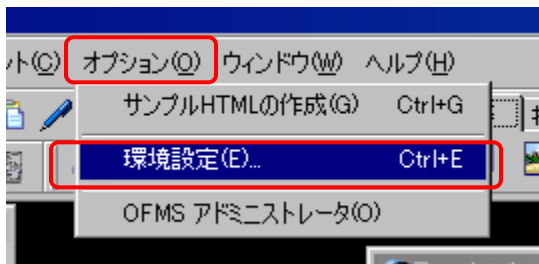 ント(C) オプション(O) ウィンドウ(W) ヘルプ(H)
サンプルHTMLの作成(G) Ctrl+G
環境設定(E)... Ctrl+E
OFMS アドミニストレータ(O)